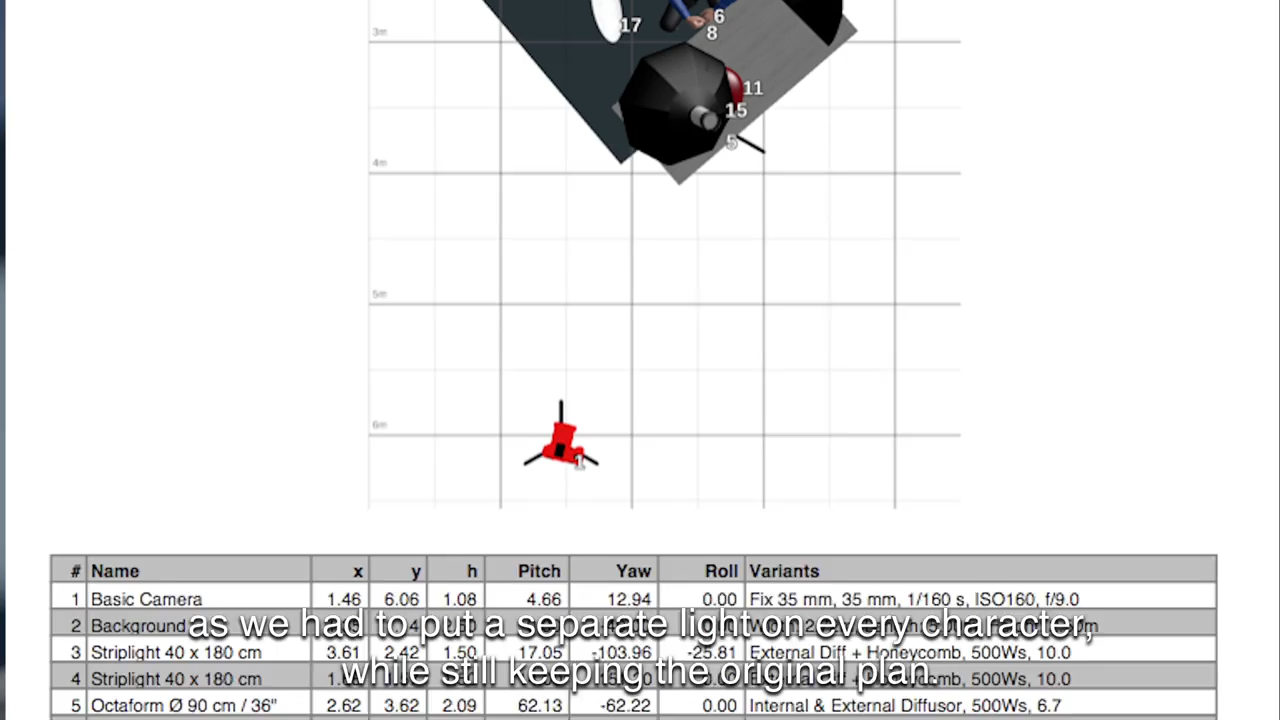 17
6
8
3m
11
15
5
4m
5m
6m
1
# Name x y h Pitch Yaw Roll Variants
1 Basic Camera 1.46 6.06 1.08 4.66 12.94 0.00 Fix 35 mm, 35 mm, 1/160 s, ISO160, f/9.0
2 Background
as we had to put a separate light on every character,
3 Striplight 40 x 180 cm 3.61 2.42 1.50 17.05 -103.96 -25.81 External Diff + Honeycomb, 500Ws, 10.0
while still keeping the original plan
4 Striplight 40 x 180 cm 500Ws, 10.0
5 Octaform Ø 90 cm / 36" 2.62 3.62 2.09 62.13 -62.22 0.00 Internal & External Diffusor, 500Ws, 6.7